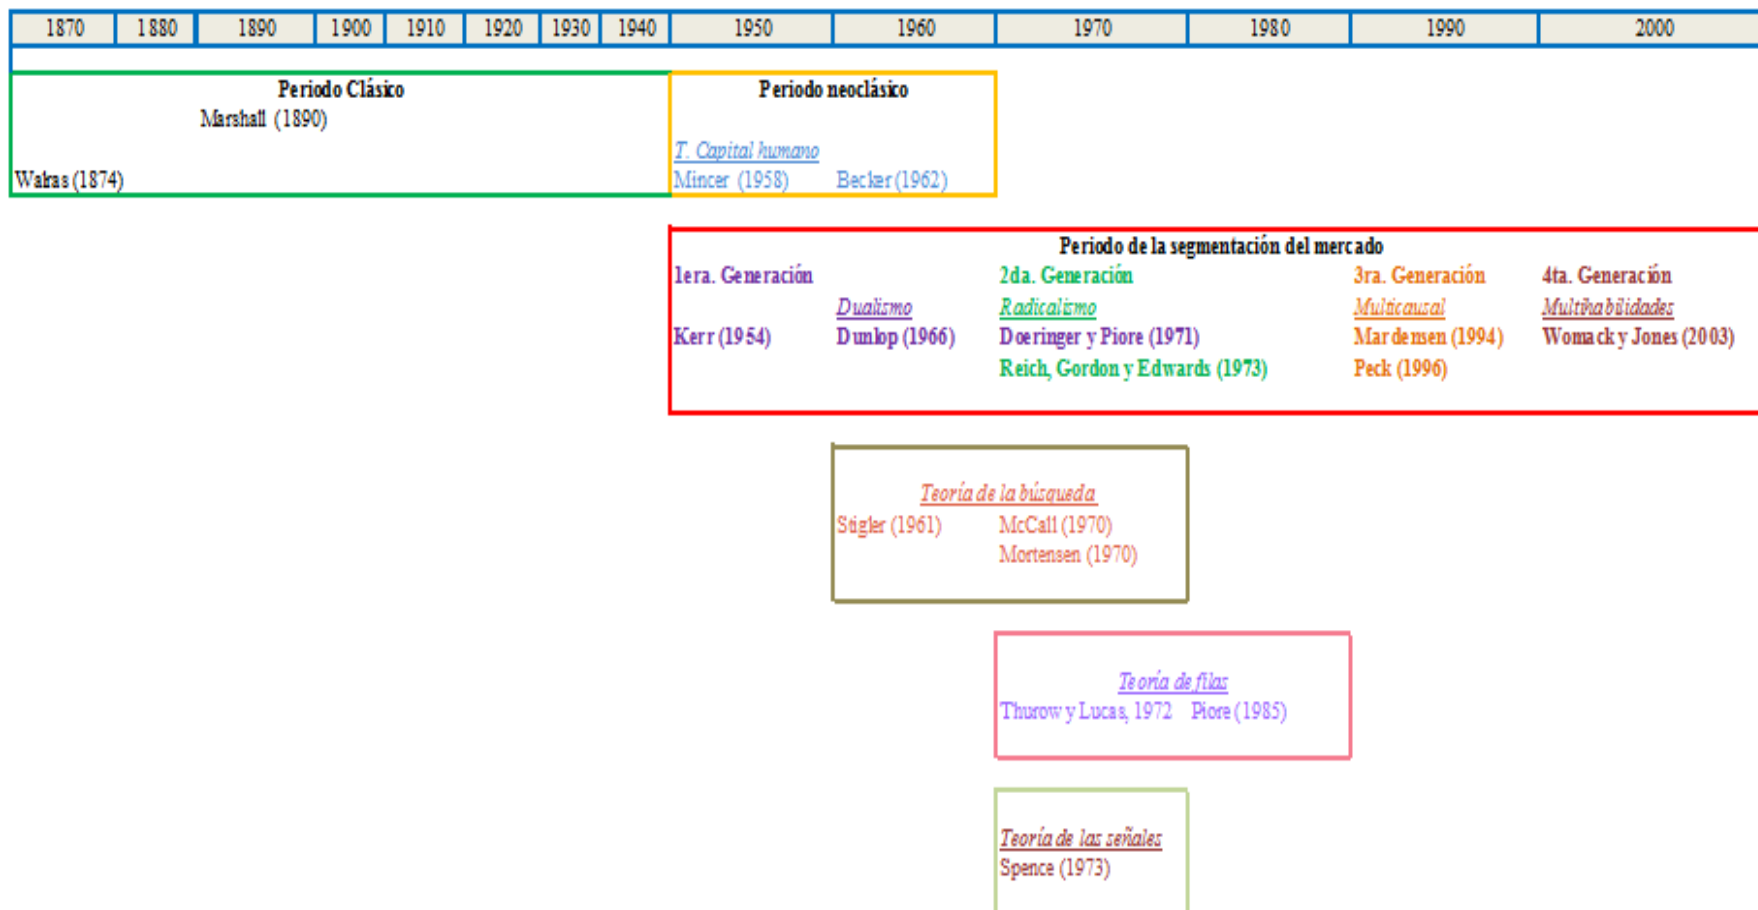 1870 1880 1890 1900 1910 1920 1930 1940 1950 1960 1970 1980 1990 2000
Periodo Clásico
Marshall (1890)
Walras (1874)
Periodo neoclásico
T. Capital humano
Mincer (1958) Becker (1962)
Periodo de la segmentación del mercado
1era. Generación 2da. Generación 3ra. Generación 4ta. Generación
Dualismo Radicalismo Multicausal Multihabilidades
Kerr (1954) Dunlop (1966) Doeringer y Piore (1971) Mardensen (1994) Womack y Jones (2003)
Reich, Gordon y Edwards (1973) Peck (1996)
Teoría de la búsqueda
Stigler (1961) McCall (1970)
Mortensen (1970)
Teoría de filas
Thurow y Lucas, 1972 Piore (1985)
Teoría de las señales
Spence (1973)